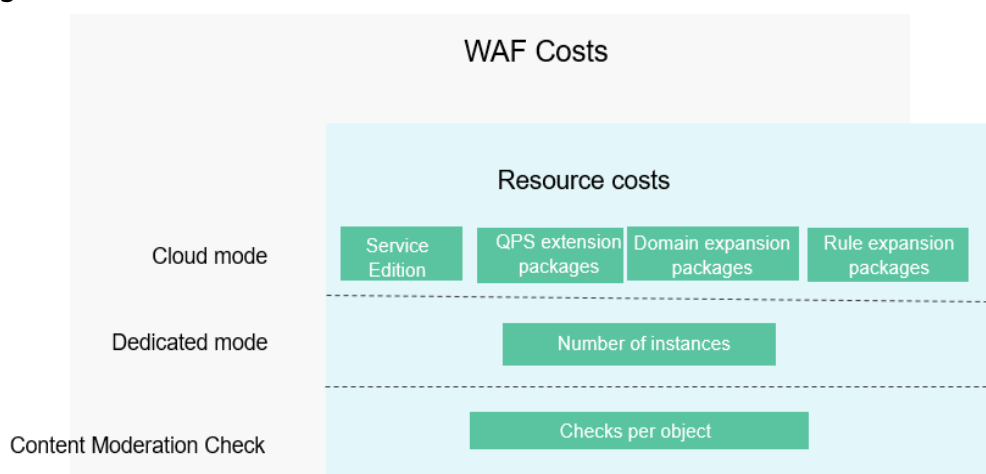 WAF Costs
Resource costs
Cloud mode
Service
Edition
QPS extension
packages
Domain expansion
packages
Rule expansion
packages
Dedicated mode
Number of instances
Content Moderation Check
Checks per object